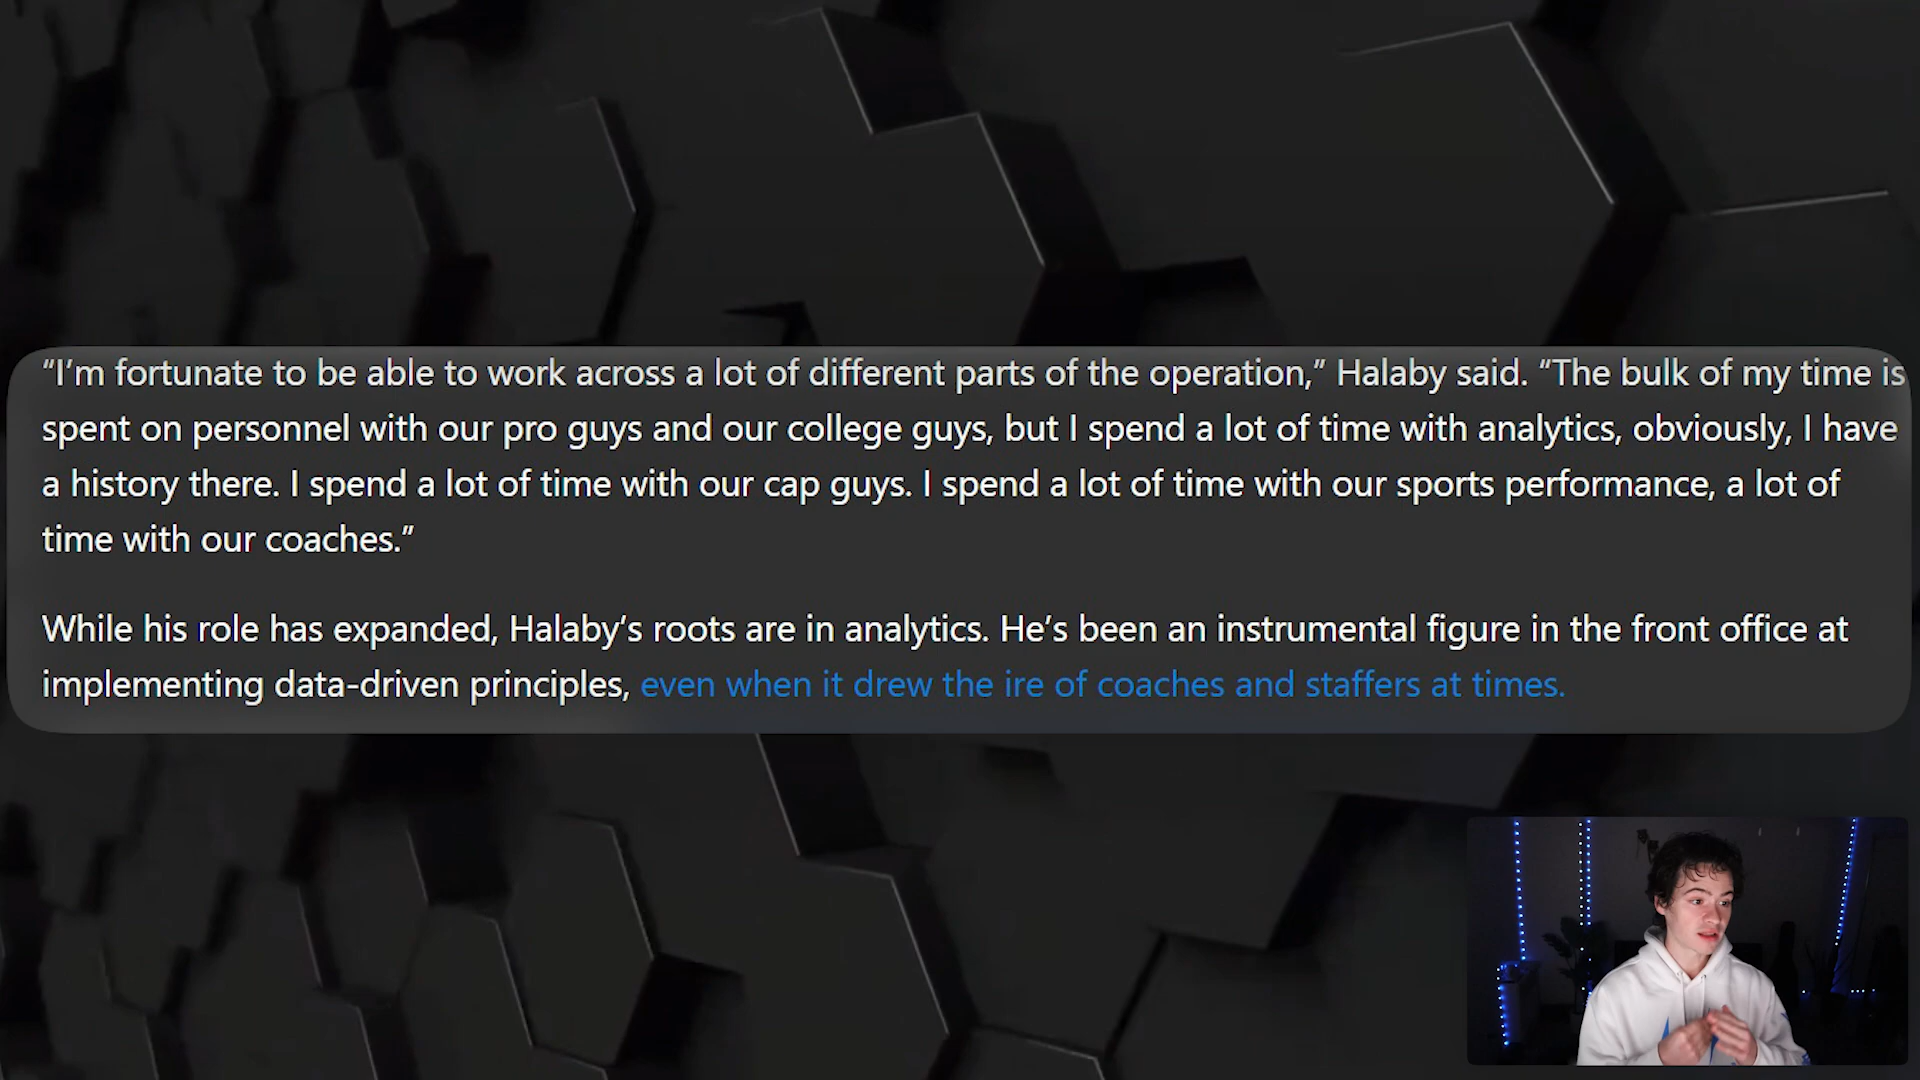 “I’m fortunate to be able to work across a lot of different parts of the operation,” Halaby said. “The bulk of my time is
spent on personnel with our pro guys and our college guys, but I spend a lot of time with analytics, obviously, I have
a history there. I spend a lot of time with our cap guys. I spend a lot of time with our sports performance, a lot of
time with our coaches.”
While his role has expanded, Halaby’s roots are in analytics. He’s been an instrumental figure in the front office at
implementing data-driven principles, even when it drew the ire of coaches and staffers at times.